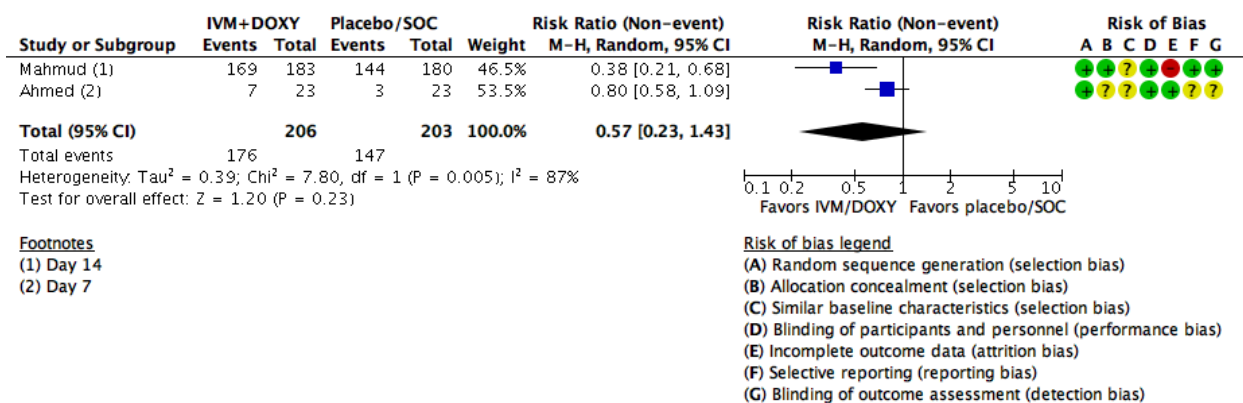 IVM+DOXY Placebo/SOC Risk Ratio (Non-event) Risk Ratio (Non-event) Risk of Bias
Study or Subgroup Events Total Events Total Weight M-H, Random, 95% CI M-H, Random, 95% CI A B C D E F G
Mahmud (1) 169 183 144 180 46.5% 0.38 [0.21, 0.68] + + ? + - + +
Ahmed (2) 7 23 3 23 53.5% 0.80 [0.58, 1.09] + ? ? + + ? ?
Total (95% CI) 206 203 100.0% 0.57 [0.23, 1.43]
Total events 176 147
Heterogeneity: Tau² = 0.39; Chi² = 7.80, df = 1 (P = 0.005); I² = 87%
Test for overall effect: Z = 1.20 (P = 0.23)
0.1 0.2 0.5 1 2 5 10
Favors IVM/DOXY Favors placebo/SOC
Footnotes
(1) Day 14
(2) Day 7
Risk of bias legend
(A) Random sequence generation (selection bias)
(B) Allocation concealment (selection bias)
(C) Similar baseline characteristics (selection bias)
(D) Blinding of participants and personnel (performance bias)
(E) Incomplete outcome data (attrition bias)
(F) Selective reporting (reporting bias)
(G) Blinding of outcome assessment (detection bias)